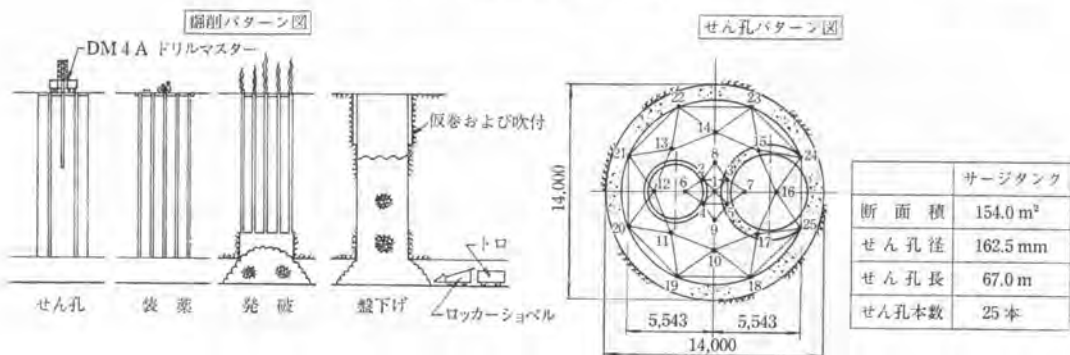 掘削パターン図
DM4A ドリルマスター
仮巻および吹付
トロ
ロッカーショベル
せん孔
装薬
発破
盤下げ
せん孔パターン図
22
23
14
13
15
24
21
8
12
6
1
7
16
4
9
20
11
17
25
10
19
18
14,000
5,543
5,543
14,000
サージタンク
断面積 154.0 m²
せん孔径 162.5 mm
せん孔長 67.0 m
せん孔本数 25 本